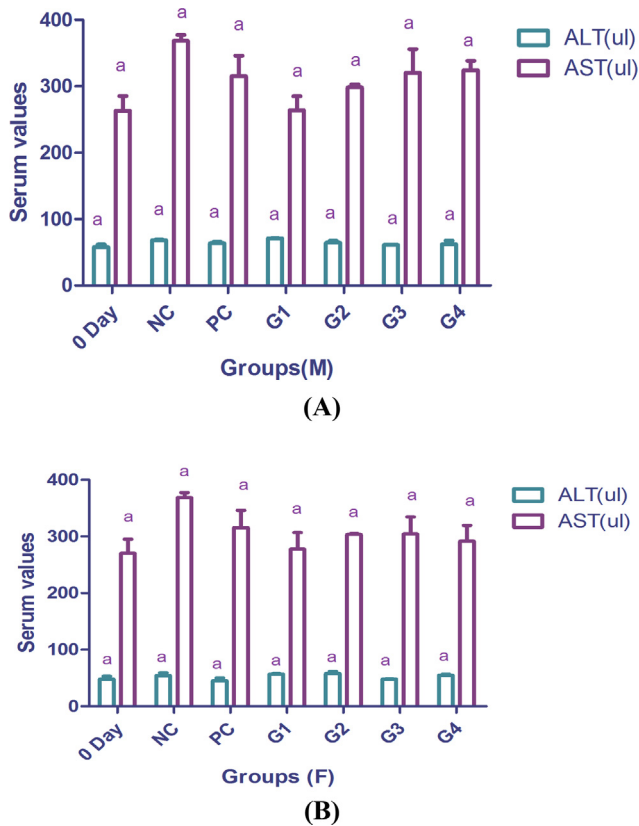 400
300
200
100
0
Serum values
a a a a a a a
a a a a a a a
ALT(ul)
AST(ul)
0 Day NC PC G1 G2 G3 G4
Groups(M)
(A)
400
300
200
100
0
Serum values
a a a a a a a
a a a a a a a
ALT(ul)
AST(ul)
0 Day NC PC G1 G2 G3 G4
Groups (F)
(B)